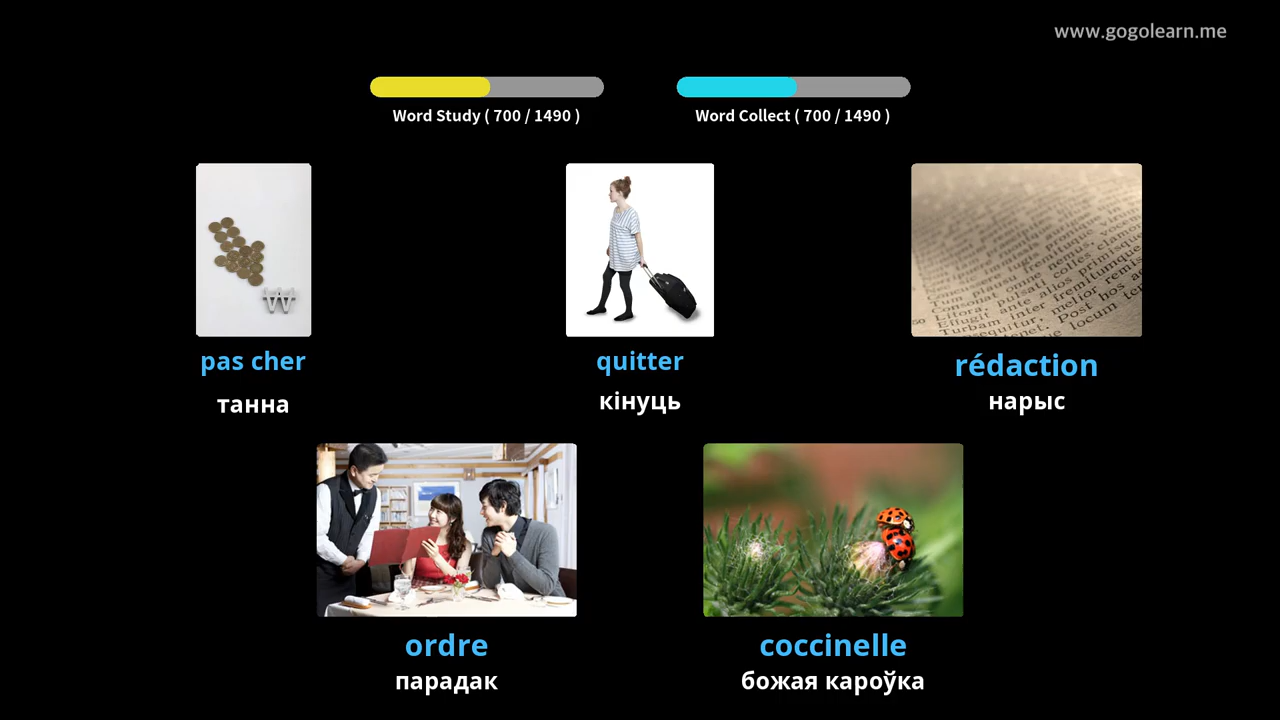 www.gogolearn.me
Word Study ( 700 / 1490 )
Word Collect ( 700 / 1490 )
pas cher
танна
quitter
кінуць
rédaction
нарыс
ordre
парадак
coccinelle
божая кароўка